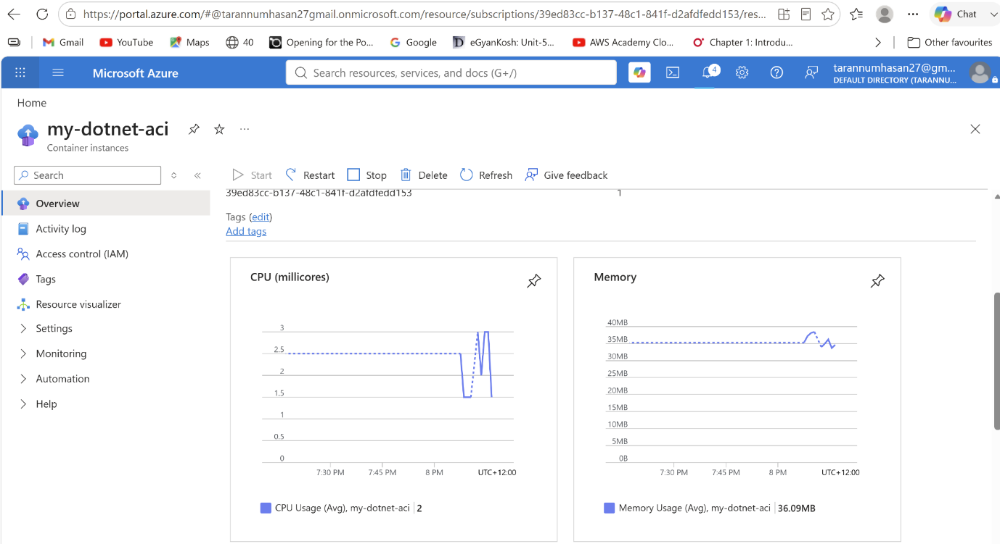 https://portal.azure.com/#@tarannumhasan27gmail.onmicrosoft.com/resource/subscriptions/39ed83cc-b137-48c1-841f-d2afdfedd153/res...
Chat
Gmail
YouTube
Maps
40
Opening for the Po...
Google
eGyanKosh: Unit-5...
AWS Academy Clo...
Chapter 1: Introdu...
Other favourites
Microsoft Azure
Search resources, services, and docs (G+/)
4
tarannumhasan27@gm...
DEFAULT DIRECTORY (TARANNU...
Home
my-dotnet-aci
Container instances
Search
Start
Restart
Stop
Delete
Refresh
Give feedback
Overview
Activity log
Access control (IAM)
Tags
Resource visualizer
Settings
Monitoring
Automation
Help
39ed83cc-b137-48c1-841f-d2afdfedd153
1
Tags (edit)
Add tags
CPU (millicores)
3
2.5
2
1.5
1
0.5
0
7:30 PM
7:45 PM
8 PM
UTC+12:00
CPU Usage (Avg), my-dotnet-aci
2
Memory
40MB
35MB
30MB
25MB
20MB
15MB
10MB
5MB
0B
7:30 PM
7:45 PM
8 PM
UTC+12:00
Memory Usage (Avg), my-dotnet-aci
36.09MB